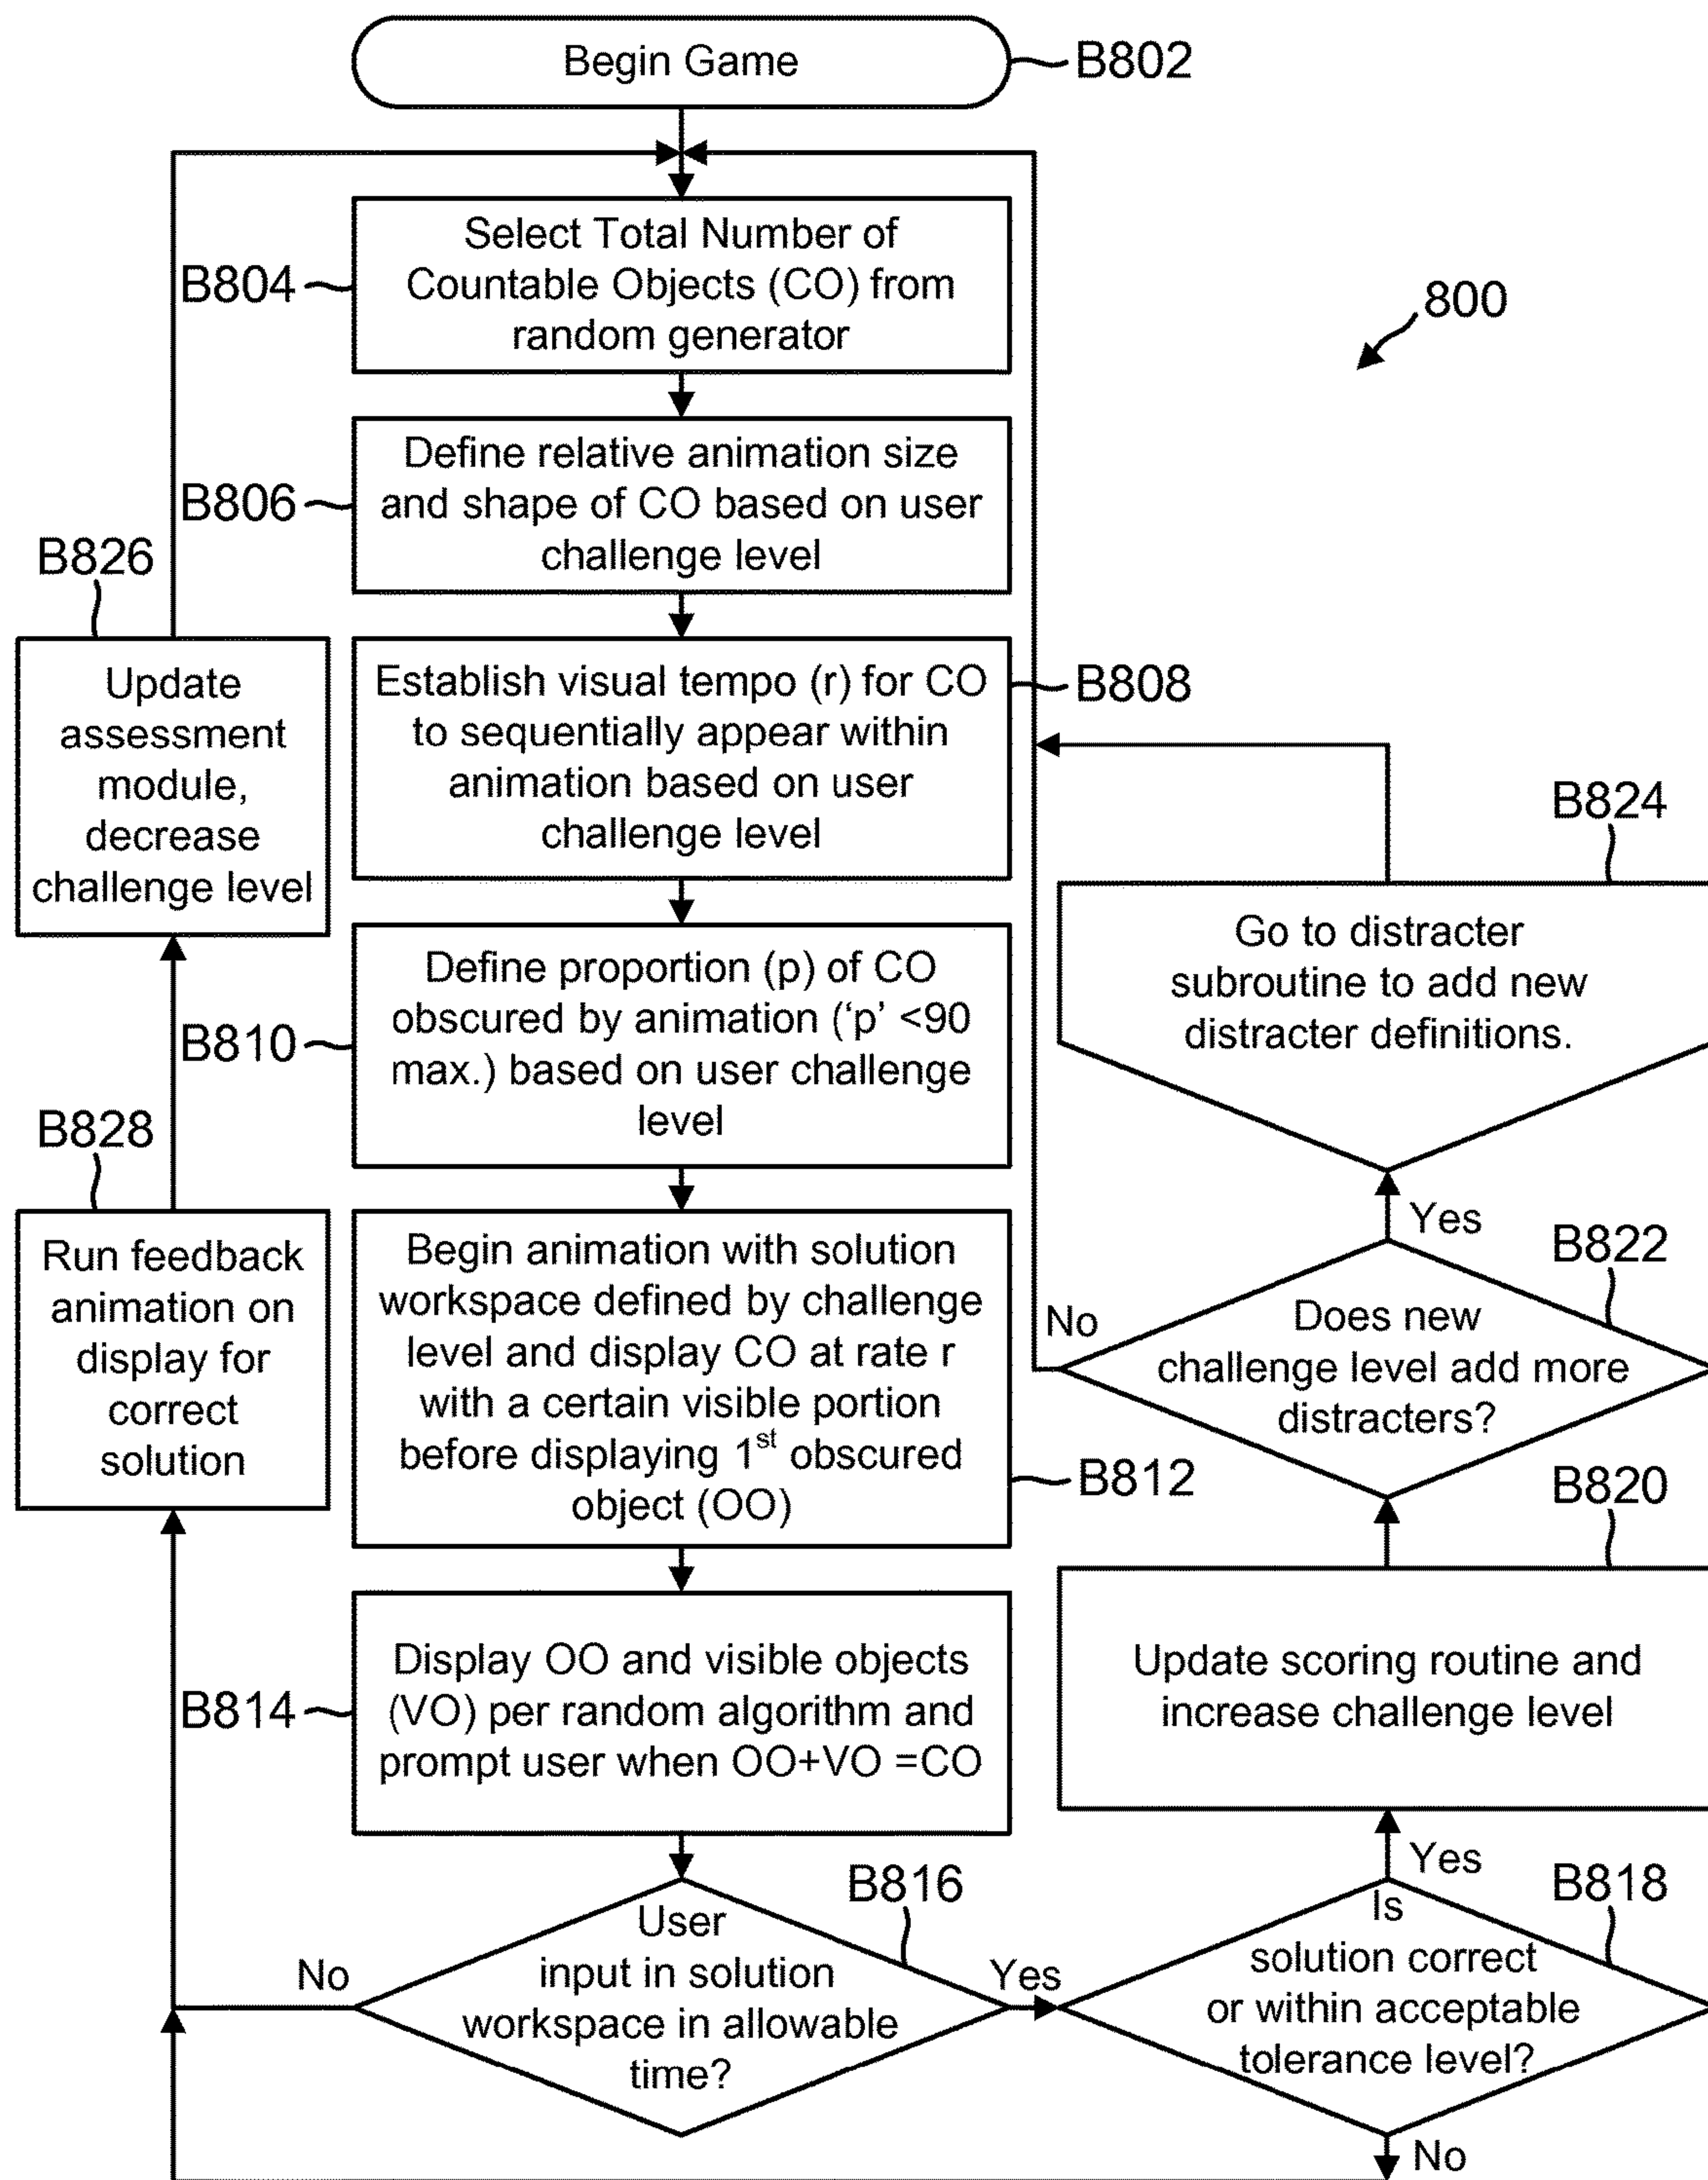 Begin Game
B802
Select Total Number of
Countable Objects (CO) from
random generator
B804
800
Define relative animation size
and shape of CO based on user
challenge level
B806
B826
Update
assessment
module,
decrease
challenge level
Establish visual tempo (r) for CO
to sequentially appear within
animation based on user
challenge level
B808
B824
Go to distracter
subroutine to add new
distracter definitions.
Define proportion (p) of CO
obscured by animation (‘p’ <90
max.) based on user challenge
level
B810
B828
Run feedback
animation on
display for
correct
solution
Begin animation with solution
workspace defined by challenge
level and display CO at rate r
with a certain visible portion
before displaying 1st obscured
object (OO)
B812
Yes
B822
No
Does new
challenge level add more
distracters?
B820
Update scoring routine and
increase challenge level
Display OO and visible objects
(VO) per random algorithm and
prompt user when OO+VO =CO
B814
B816
User
input in solution
workspace in allowable
time?
No
Yes
Yes
B818
Is
solution correct
or within acceptable
tolerance level?
No